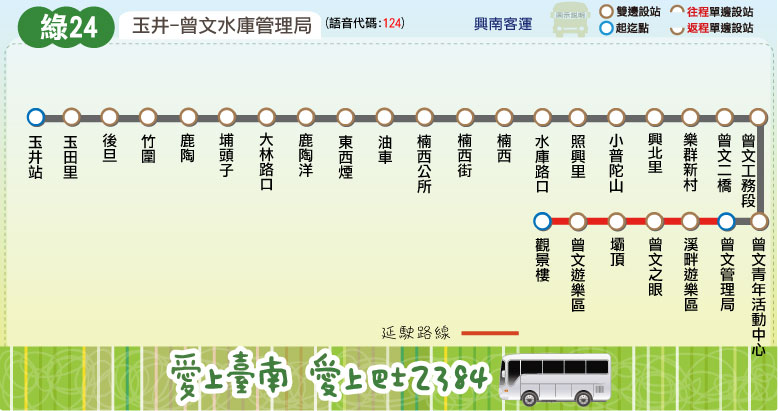 綠24
玉井-曾文水庫管理局
(語音代碼:124)
興南客運
圖示說明
雙邊設站
往程單邊設站
起迄點
返程單邊設站
玉井站
玉田里
後旦
竹圍
鹿陶
埔頭子
大林路口
鹿陶洋
東西煙
油車
楠西公所
楠西街
楠西
水庫路口
照興里
小普陀山
興北里
樂群新村
曾文二橋
曾文工務段
觀景樓
曾文遊樂區
壩頂
曾文之眼
溪畔遊樂區
曾文管理局
曾文青年活動中心
延駛路線
愛上臺南 愛上巴士2384